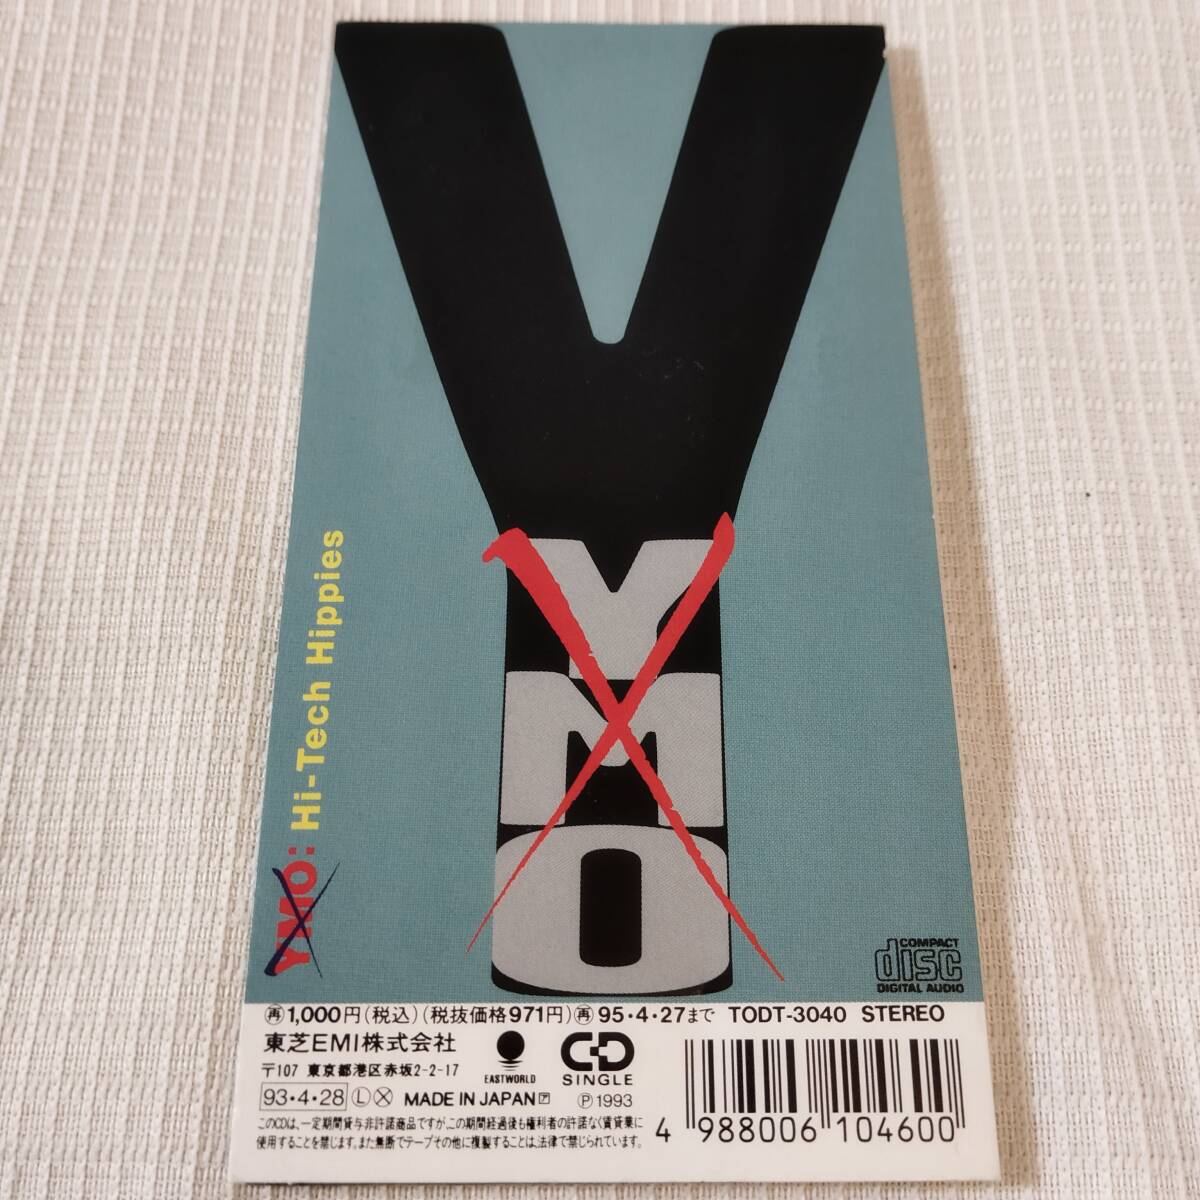 Y
Y
M
O
YMO: Hi-Tech Hippies
COMPACT
disc
DIGITAL AUDIO
再1,000円(税込)(税抜価格971円)再95・4・27まで TODT-3040 STEREO
東芝EMI株式会社
〒107 東京都港区赤坂2-2-17
EASTWORLD
CD
SINGLE
93・4・28 Ⓛ Ⓧ MADE IN JAPAN ア Ⓟ1993
このCDは、一定期間貸与非許諾商品ですが、この期間経過後も権利者の許諾なく賃貸業に
使用することを禁じます。また無断でテープその他に複製することは、法律で禁じられています。
4 988006 104600